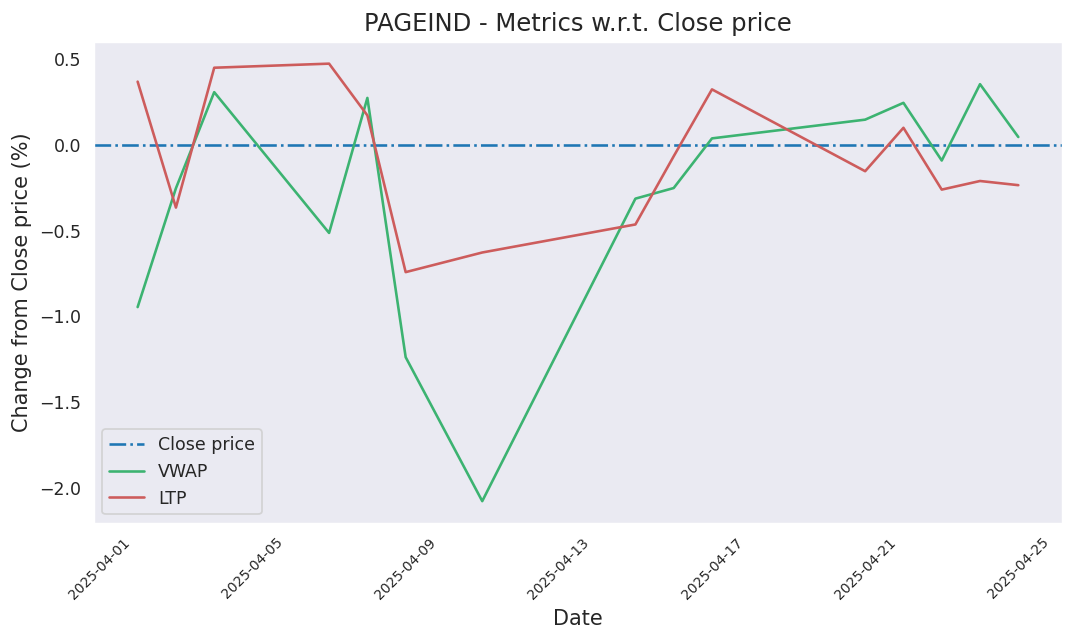 PAGEIND - Metrics w.r.t. Close price
Change from Close price (%)
0.5
0.0
−0.5
−1.0
−1.5
−2.0
Close price
VWAP
LTP
2025-04-01
2025-04-05
2025-04-09
2025-04-13
2025-04-17
2025-04-21
2025-04-25
Date